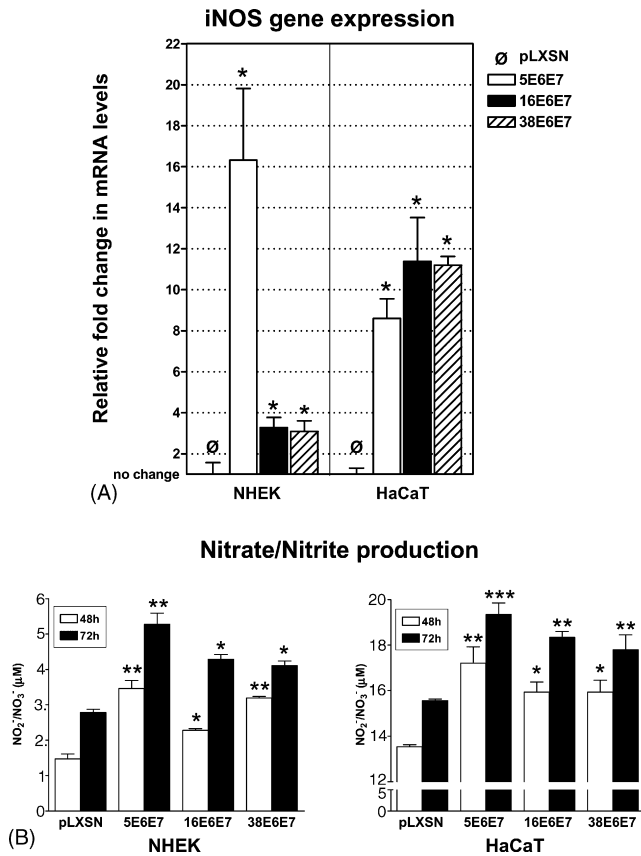 iNOS gene expression
Relative fold change in mRNA levels
22
20
18
16
14
12
10
8
6
4
2
no change
*
*
*
*
*
*
Ø
Ø
NHEK
HaCaT
Ø pLXSN
5E6E7
16E6E7
38E6E7
(A)
Nitrate/Nitrite production
NO2-/NO3- (µM)
6
5
4
3
2
1
0
48h
72h
**
**
*
*
**
*
pLXSN 5E6E7 16E6E7 38E6E7
NHEK
NO2-/NO3- (µM)
20
18
16
14
12
5
0
48h
72h
**
***
*
**
*
**
pLXSN 5E6E7 16E6E7 38E6E7
HaCaT
(B)